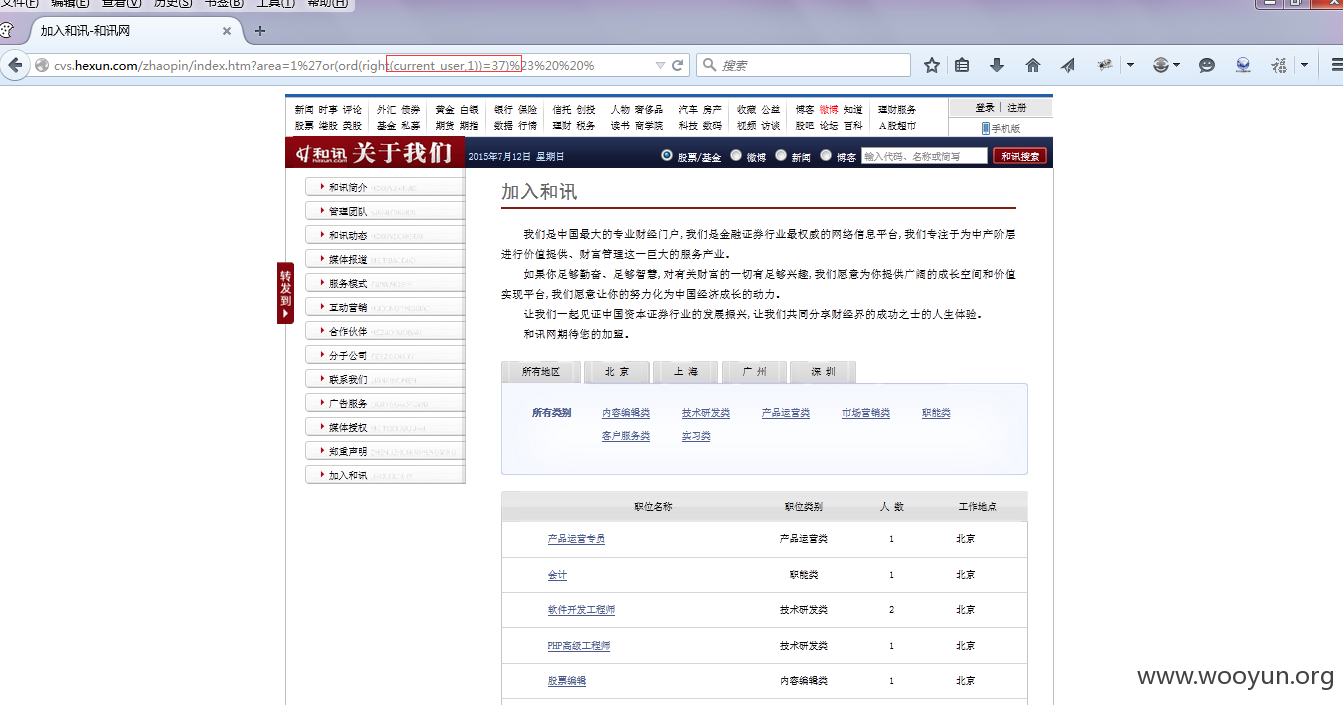 文件(F) 编辑(E) 查看(V) 历史(S) 书签(B) 工具(T) 帮助(H)
加入和讯-和讯网
cvs.hexun.com/zhaopin/index.htm?area=1%27or(ord(right(current_user,1))=37)%23%20%20%
搜索
新闻 时事 评论 外汇 债券 黄金 白银 银行 保险 信托 创投 人物 奢侈品 汽车 房产 收藏 公益 博客 微博 知道 理财服务
股票 港股 美股 基金 私募 期货 期指 数据 行情 理财 税务 读书 商学院 科技 数码 视频 访谈 股吧 论坛 百科 A股超市
登录 | 注册
手机版
和讯 hexun.com 关于我们
2015年7月12日 星期日
股票/基金 微博 新闻 博客 输入代码、名称或简写 和讯搜索
和讯简介
管理团队
和讯动态
媒体报道
服务模式
互动营销
合作伙伴
分子公司
联系我们
广告服务
媒体授权
郑重声明
加入和讯
转发到
加入和讯
我们是中国最大的专业财经门户,我们是金融证券行业最权威的网络信息平台,我们专注于为中产阶层
进行价值提供、财富管理这一巨大的服务产业。
如果你足够勤奋、足够智慧,对有关财富的一切有足够兴趣,我们愿意为你提供广阔的成长空间和价值
实现平台,我们愿意让你的努力化为中国经济成长的动力。
让我们一起见证中国资本证券行业的发展振兴,让我们共同分享财经界的成功之士的人生体验。
和讯网期待您的加盟。
所有地区 北 京 上 海 广 州 深 圳
所有类别 内容编辑类 技术研发类 产品运营类 市场营销类 职能类
客户服务类 实习类
职位名称 职位类别 人 数 工作地点
产品运营专员 产品运营类 1 北京
会计 职能类 1 北京
软件开发工程师 技术研发类 2 北京
PHP高级工程师 技术研发类 1 北京
股票编辑 内容编辑类 1 北京
www.wooyun.org